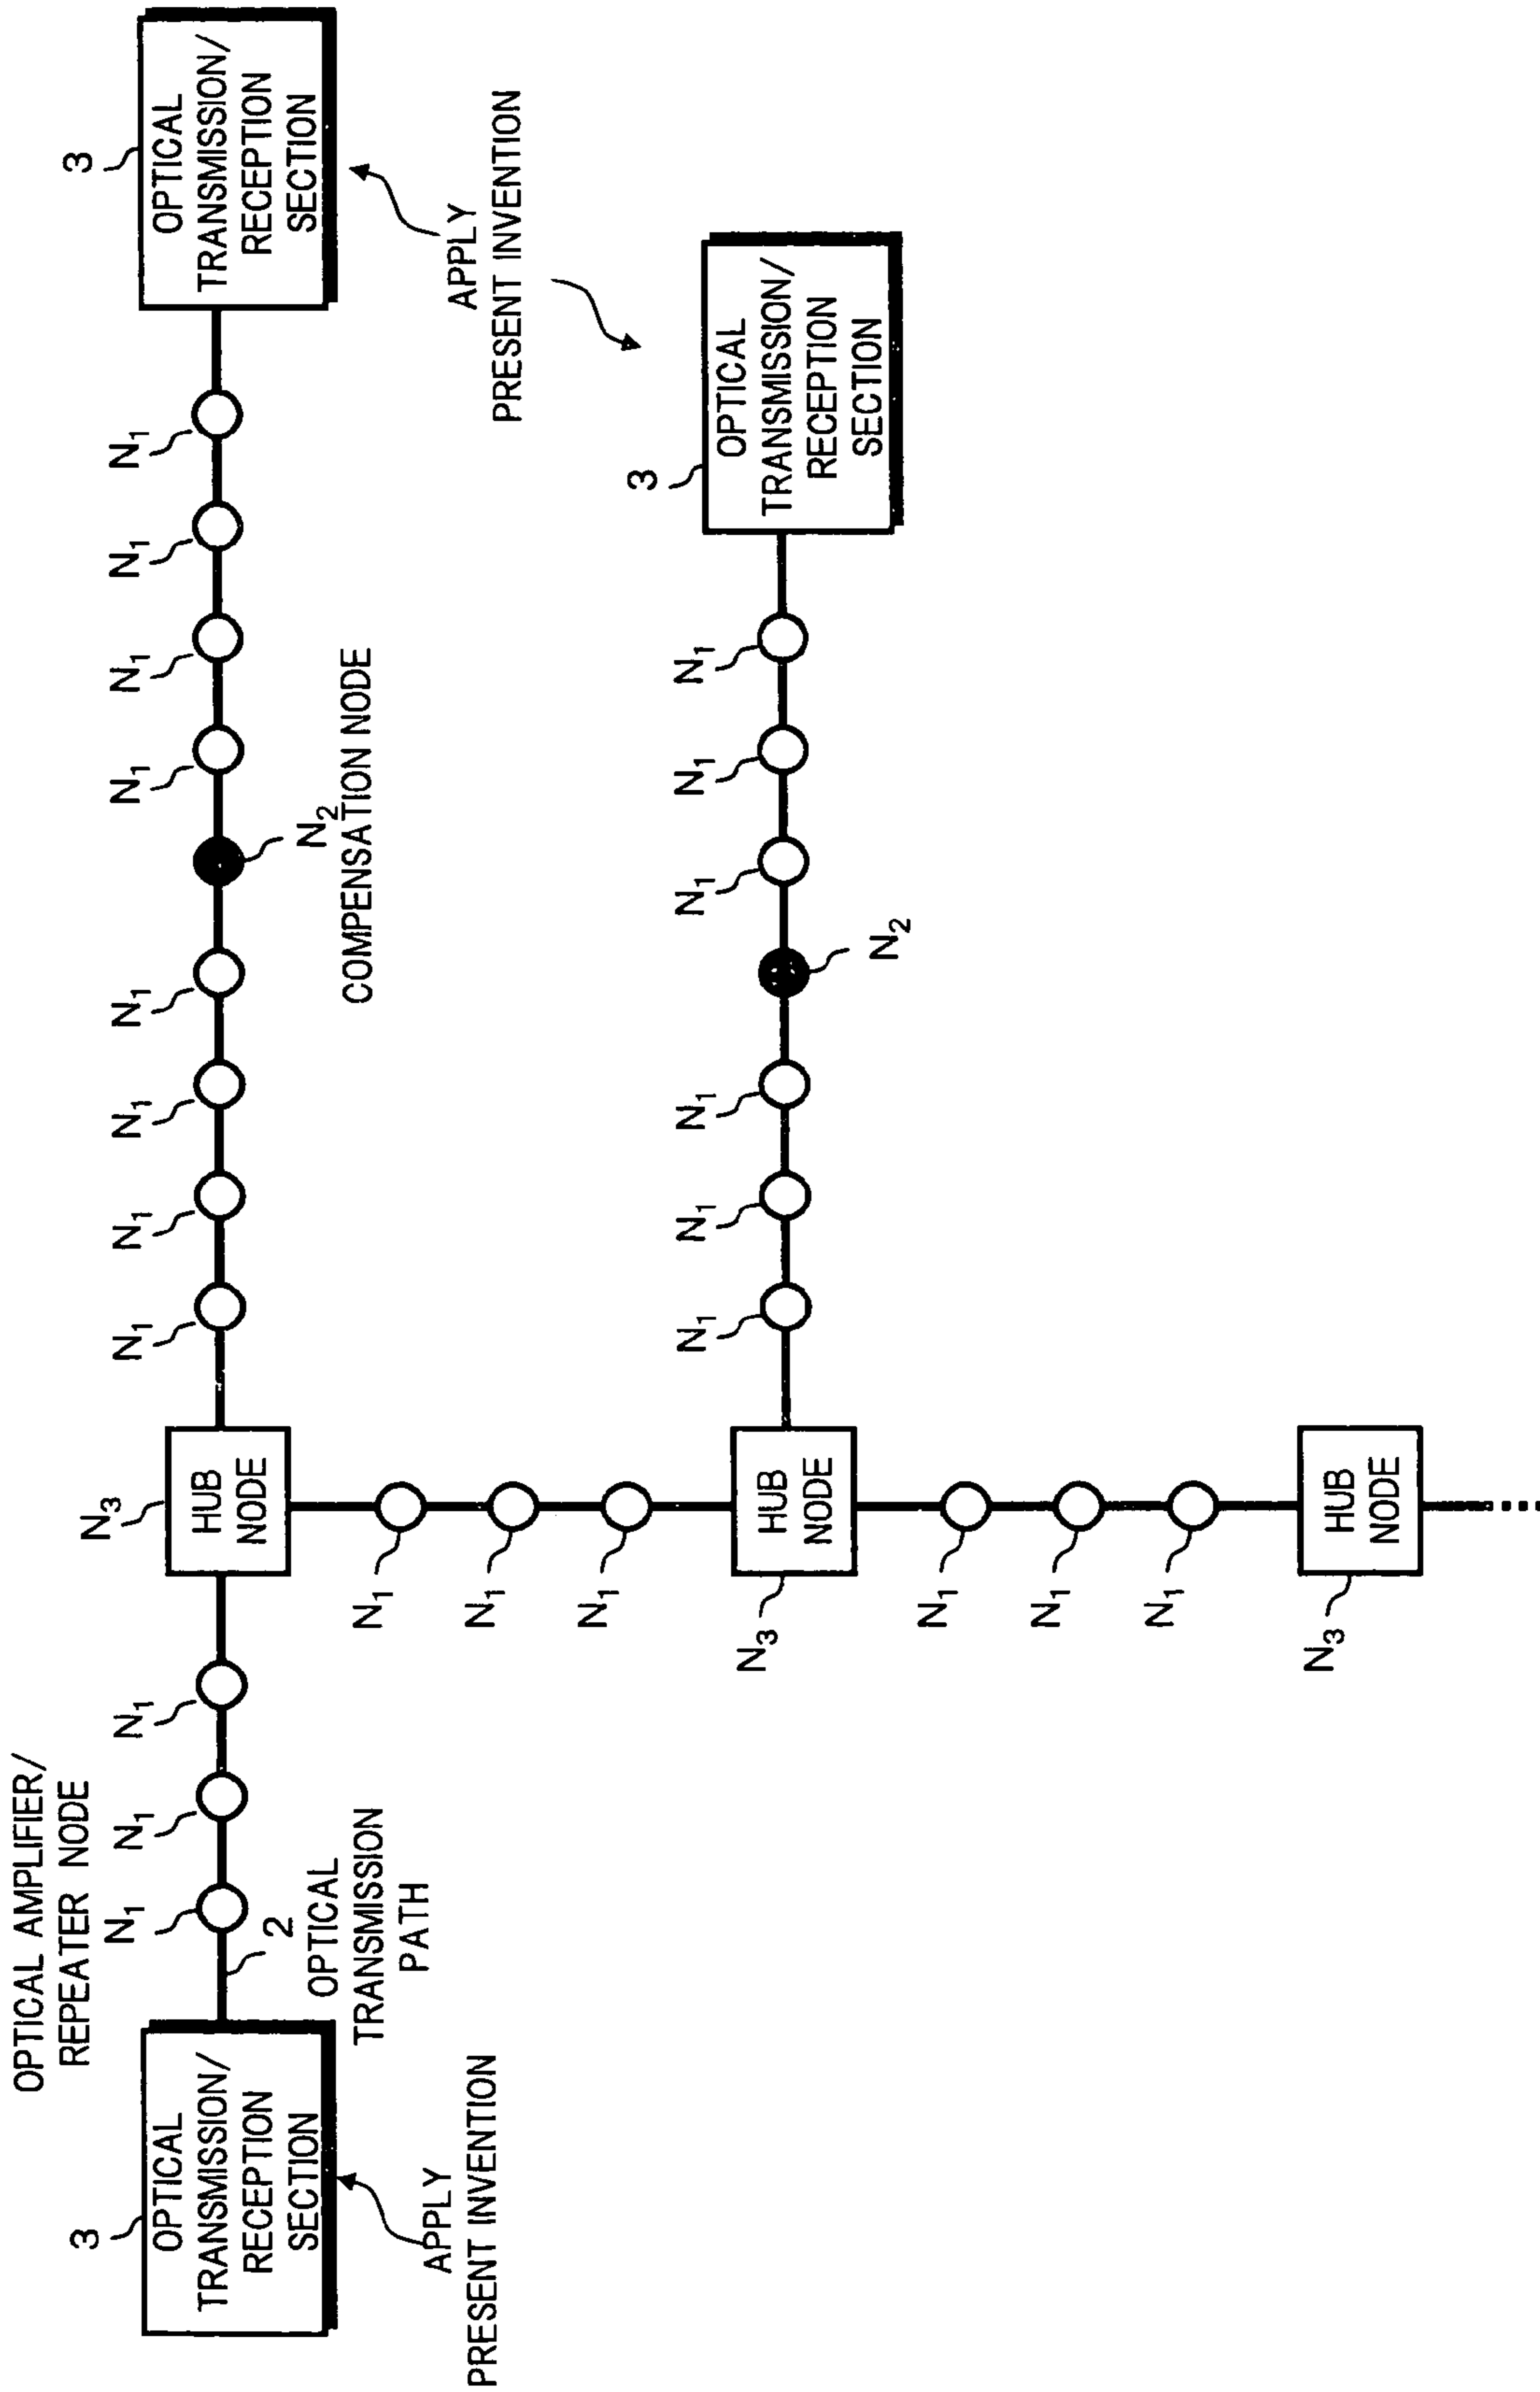 OPTICAL AMPLIFIER/
REPEATER NODE
3
OPTICAL
TRANSMISSION/
RECEPTION
SECTION
APPLY
PRESENT INVENTION
2
OPTICAL
TRANSMISSION
PATH
N₁
N₁
N₁
N₃
HUB
NODE
N₁
N₁
N₁
N₁
N₂
COMPENSATION NODE
N₁
N₁
N₁
N₁
3
OPTICAL
TRANSMISSION/
RECEPTION
SECTION
APPLY
PRESENT INVENTION
N₁
N₁
N₁
N₃
HUB
NODE
N₁
N₁
N₁
N₂
N₁
N₁
N₁
3
OPTICAL
TRANSMISSION/
RECEPTION
SECTION
N₁
N₁
N₁
N₃
HUB
NODE